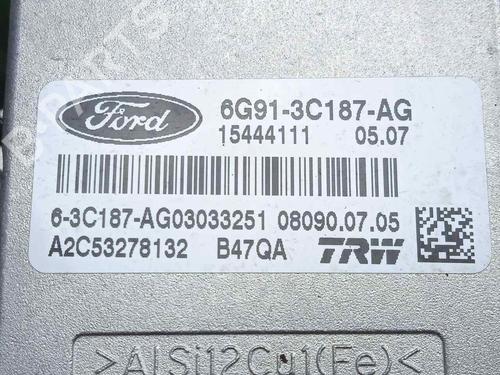 Ford
6G91-3C187-AG
15444111 05.07
6-3C187-AG03033251 08090.07.05
A2C53278132 B47QA TRW
>AlSi12Cu1(Fe)<